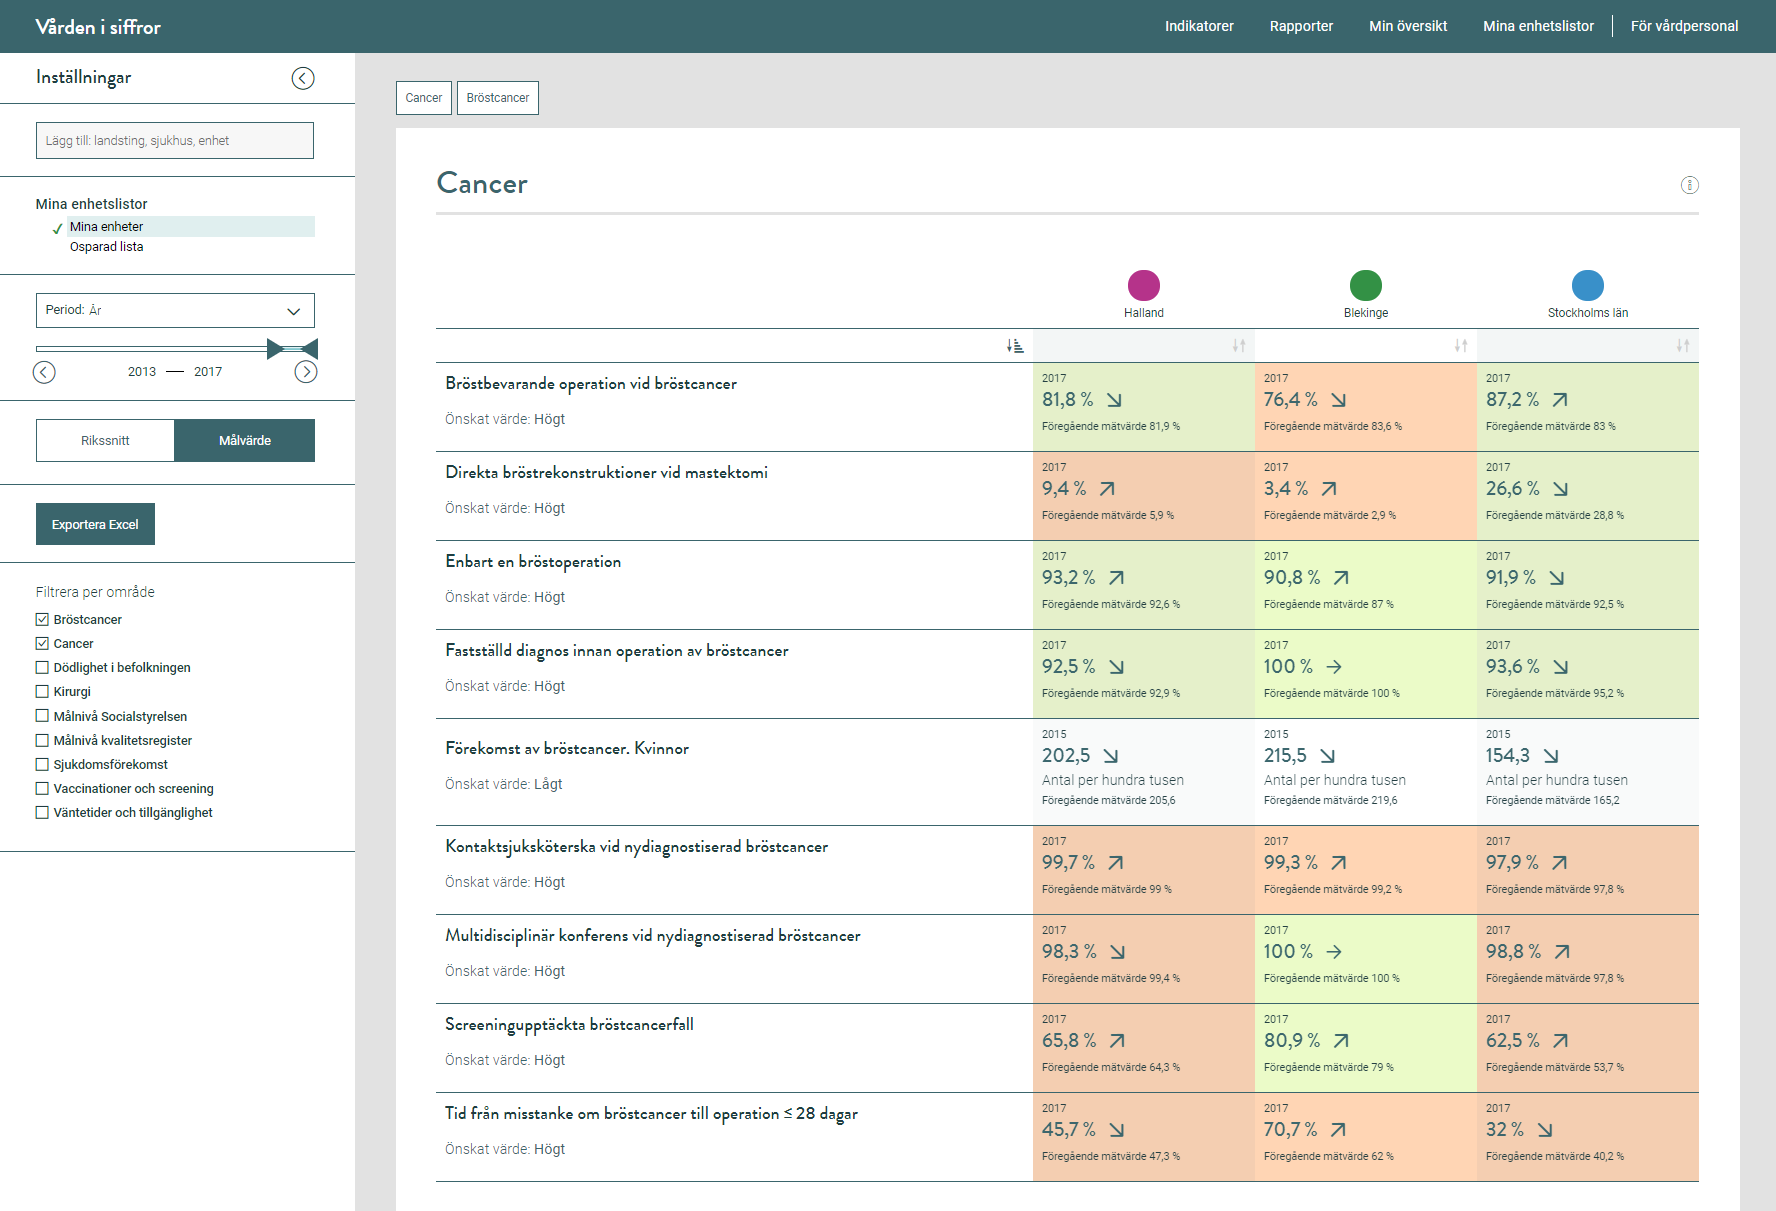 Vården i siffror
Indikatorer
Rapporter
Min översikt
Mina enhetslistor
För vårdpersonal
Inställningar
Lägg till: landsting, sjukhus, enhet
Mina enhetslistor
Mina enheter
Osparad lista
Period: År
2013 — 2017
Rikssnitt
Målvärde
Exportera Excel
Filtrera per område
Bröstcancer
Cancer
Dödlighet i befolkningen
Kirurgi
Målnivå Socialstyrelsen
Målnivå kvalitetsregister
Sjukdomsförekomst
Vaccinationer och screening
Väntetider och tillgänglighet
Cancer
Bröstcancer
Cancer
Halland
Blekinge
Stockholms län
Bröstbevarande operation vid bröstcancer
Önskat värde: Högt
2017
81,8 %
Föregående mätvärde 81,9 %
2017
76,4 %
Föregående mätvärde 83,6 %
2017
87,2 %
Föregående mätvärde 83 %
Direkta bröstrekonstruktioner vid mastektomi
Önskat värde: Högt
2017
9,4 %
Föregående mätvärde 5,9 %
2017
3,4 %
Föregående mätvärde 2,9 %
2017
26,6 %
Föregående mätvärde 28,8 %
Enbart en bröstoperation
Önskat värde: Högt
2017
93,2 %
Föregående mätvärde 92,6 %
2017
90,8 %
Föregående mätvärde 87 %
2017
91,9 %
Föregående mätvärde 92,5 %
Fastställd diagnos innan operation av bröstcancer
Önskat värde: Högt
2017
92,5 %
Föregående mätvärde 92,9 %
2017
100 %
Föregående mätvärde 100 %
2017
93,6 %
Föregående mätvärde 95,2 %
Förekomst av bröstcancer. Kvinnor
Önskat värde: Lågt
2015
202,5
Antal per hundra tusen
Föregående mätvärde 205,6
2015
215,5
Antal per hundra tusen
Föregående mätvärde 219,6
2015
154,3
Antal per hundra tusen
Föregående mätvärde 165,2
Kontaktsjuksköterska vid nydiagnostiserad bröstcancer
Önskat värde: Högt
2017
99,7 %
Föregående mätvärde 99 %
2017
99,3 %
Föregående mätvärde 99,2 %
2017
97,9 %
Föregående mätvärde 97,8 %
Multidisciplinär konferens vid nydiagnostiserad bröstcancer
Önskat värde: Högt
2017
98,3 %
Föregående mätvärde 99,4 %
2017
100 %
Föregående mätvärde 100 %
2017
98,8 %
Föregående mätvärde 97,8 %
Screeningupptäckta bröstcancerfall
Önskat värde: Högt
2017
65,8 %
Föregående mätvärde 64,3 %
2017
80,9 %
Föregående mätvärde 79 %
2017
62,5 %
Föregående mätvärde 53,7 %
Tid från misstanke om bröstcancer till operation ≤ 28 dagar
Önskat värde: Högt
2017
45,7 %
Föregående mätvärde 47,3 %
2017
70,7 %
Föregående mätvärde 62 %
2017
32 %
Föregående mätvärde 40,2 %